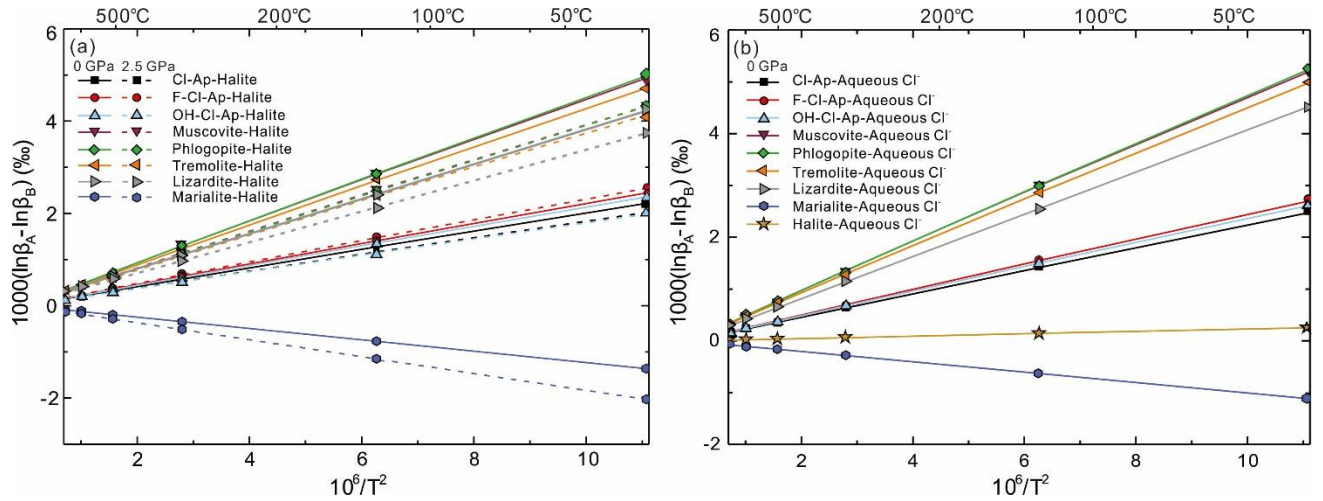 500℃ 200℃ 100℃ 50℃
(a)
0 GPa 2.5 GPa
Cl-Ap-Halite
F-Cl-Ap-Halite
OH-Cl-Ap-Halite
Muscovite-Halite
Phlogopite-Halite
Tremolite-Halite
Lizardite-Halite
Marialite-Halite
1000(lnβA-lnβB) (‰)
6
4
2
0
-2
2 4 6 8 10
10⁶/T²
500℃ 200℃ 100℃ 50℃
(b)
0 GPa
Cl-Ap-Aqueous Cl⁻
F-Cl-Ap-Aqueous Cl⁻
OH-Cl-Ap-Aqueous Cl⁻
Muscovite-Aqueous Cl⁻
Phlogopite-Aqueous Cl⁻
Tremolite-Aqueous Cl⁻
Lizardite-Aqueous Cl⁻
Marialite-Aqueous Cl⁻
Halite-Aqueous Cl⁻
1000(lnβA-lnβB) (‰)
6
4
2
0
-2
2 4 6 8 10
10⁶/T²